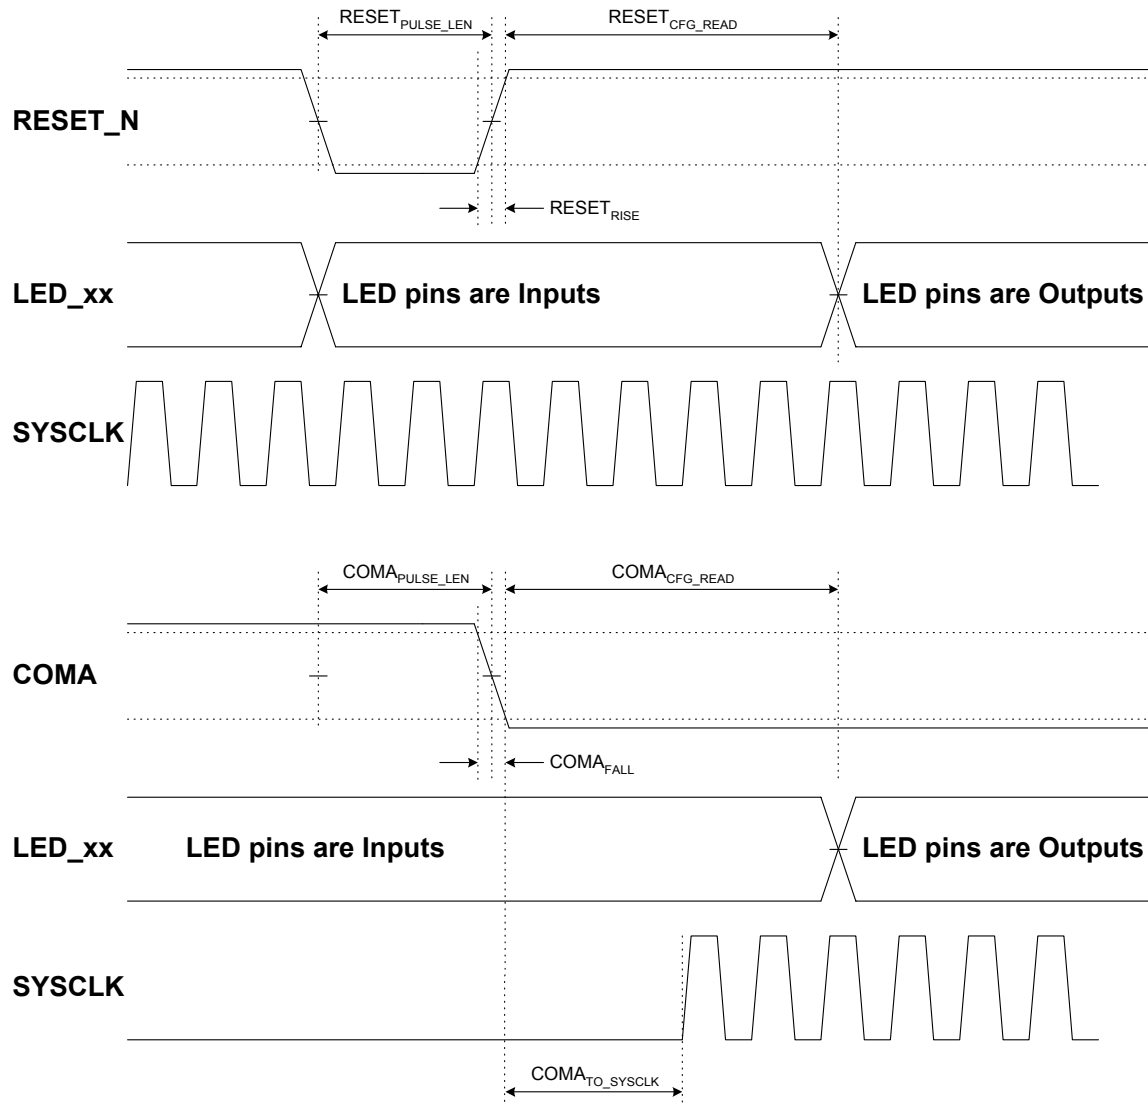 RESET_PULSE_LEN RESET_CFG_READ
RESET_N
RESET_RISE
LED_xx LED pins are Inputs LED pins are Outputs
SYSCLK
COMA_PULSE_LEN COMA_CFG_READ
COMA
COMA_FALL
LED_xx LED pins are Inputs LED pins are Outputs
SYSCLK
COMA_TO_SYSCLK